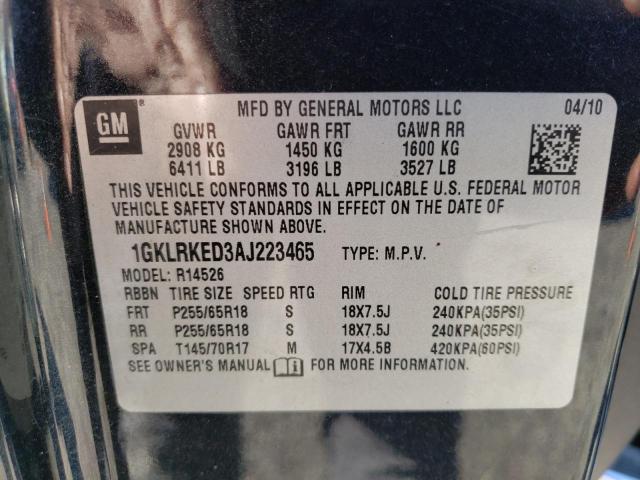 MFD BY GENERAL MOTORS LLC 04/10
GM
GVWR GAWR FRT GAWR RR
2908 KG 1450 KG 1600 KG
6411 LB 3196 LB 3527 LB
THIS VEHICLE CONFORMS TO ALL APPLICABLE U.S. FEDERAL MOTOR
VEHICLE SAFETY STANDARDS IN EFFECT ON THE DATE OF
MANUFACTURE SHOWN ABOVE.
1GKLRKED3AJ223465 TYPE: M.P.V.
MODEL: R14526
RBBN TIRE SIZE SPEED RTG RIM COLD TIRE PRESSURE
FRT P255/65R18 S 18X7.5J 240KPA(35PSI)
RR P255/65R18 S 18X7.5J 240KPA(35PSI)
SPA T145/70R17 M 17X4.5B 420KPA(60PSI)
SEE OWNER'S MANUAL FOR MORE INFORMATION.